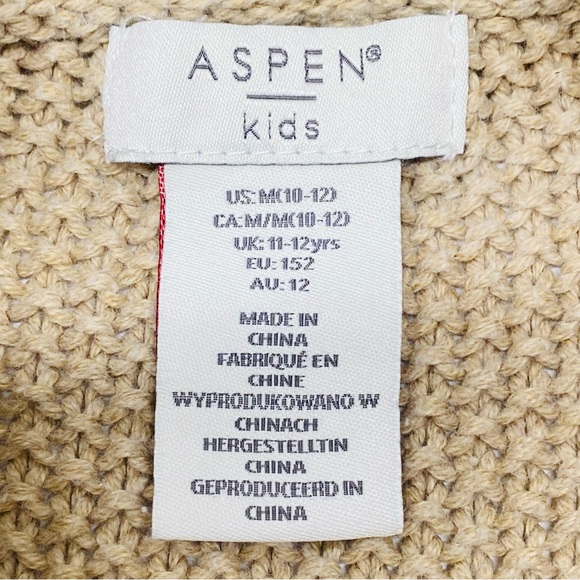 ASPEN®
kids
US: M(10-12)
CA: M/M(10-12)
UK: 11-12yrs
EU: 152
AU: 12
MADE IN
CHINA
FABRIQUÉ EN
CHINE
WYPRODUKOWANO W
CHINACH
HERGESTELLTIN
CHINA
GEPRODUCEERD IN
CHINA